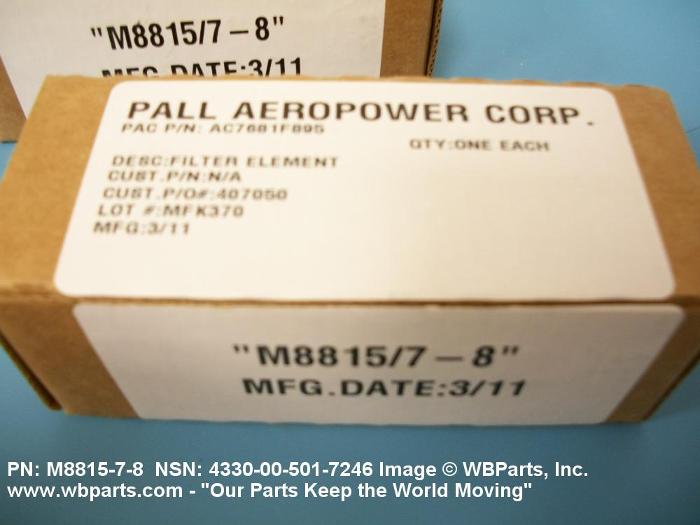 "M8815/7-8"
MFG.DATE:3/11
PALL AEROPOWER CORP.
PAC P/N: AC7681F895
QTY:ONE EACH
DESC:FILTER ELEMENT
CUST.P/N:N/A
CUST.P/O#:407050
LOT #:MFK370
MFG:3/11
"M8815/7-8"
MFG.DATE:3/11
PN: M8815-7-8 NSN: 4330-00-501-7246 Image © WBParts, Inc.
www.wbparts.com - "Our Parts Keep the World Moving"